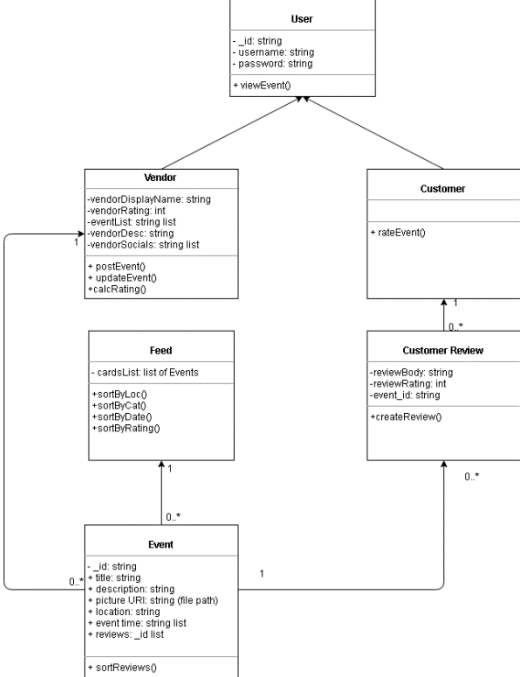 User
- _id: string
- username: string
- password: string
+ viewEvent()
Vendor
-vendorDisplayName: string
-vendorRating: int
-eventList: string list
-vendorDesc: string
-vendorSocials: string list
+ postEvent()
+ updateEvent()
+calcRating()
Customer
+ rateEvent()
1
1
0..*
Feed
- cardsList: list of Events
+sortByLoc()
+sortByCat()
+sortByDate()
+sortByRating()
Customer Review
-reviewBody: string
-reviewRating: int
-event_id: string
+createReview()
1
0..*
0..*
Event
- _id: string
+ title: string
+ description: string
+ picture URI: string (file path)
+ location: string
+ event time: string list
+ reviews: _id list
+ sortReviews()
0..*
1